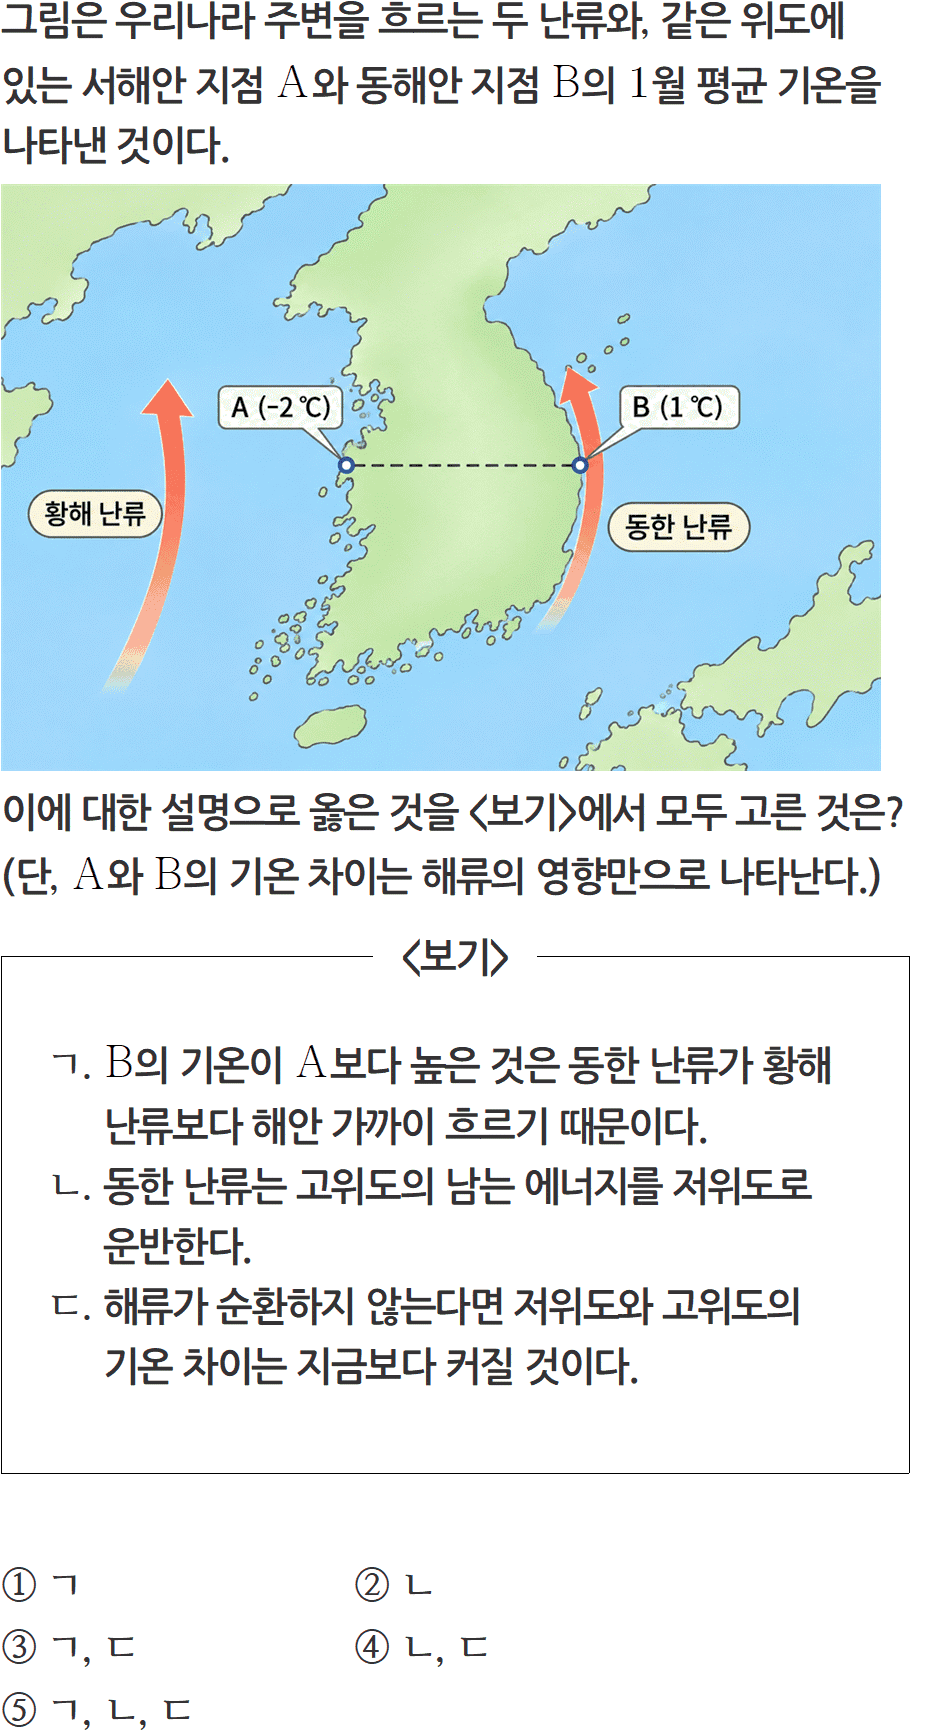 그림은 우리나라 주변을 흐르는 두 난류와, 같은 위도에
있는 서해안 지점 A와 동해안 지점 B의 1월 평균 기온을
나타낸 것이다.
A (-2 ℃)
B (1 ℃)
황해 난류
동한 난류
이에 대한 설명으로 옳은 것을 <보기>에서 모두 고른 것은?
(단, A와 B의 기온 차이는 해류의 영향만으로 나타난다.)
<보기>
ㄱ. B의 기온이 A보다 높은 것은 동한 난류가 황해
난류보다 해안 가까이 흐르기 때문이다.
ㄴ. 동한 난류는 고위도의 남는 에너지를 저위도로
운반한다.
ㄷ. 해류가 순환하지 않는다면 저위도와 고위도의
기온 차이는 지금보다 커질 것이다.
① ㄱ ② ㄴ
③ ㄱ, ㄷ ④ ㄴ, ㄷ
⑤ ㄱ, ㄴ, ㄷ